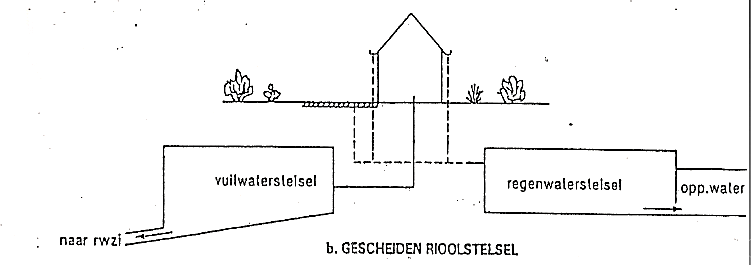 vuilwaterstelsel
regenwaterstelsel
opp.water
naar rwzi
b. GESCHEIDEN RIOOLSTELSEL